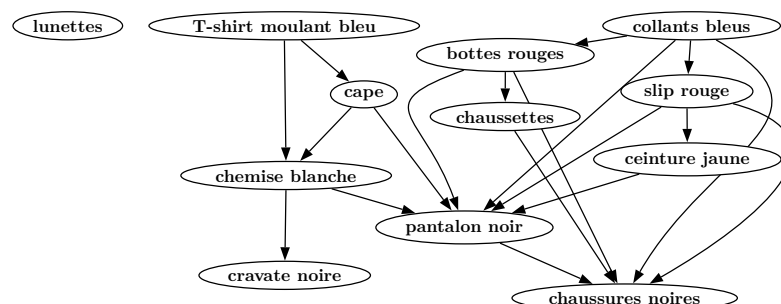 lunettes
T-shirt moulant bleu
collants bleus
bottes rouges
cape
slip rouge
chaussettes
ceinture jaune
chemise blanche
pantalon noir
cravate noire
chaussures noires